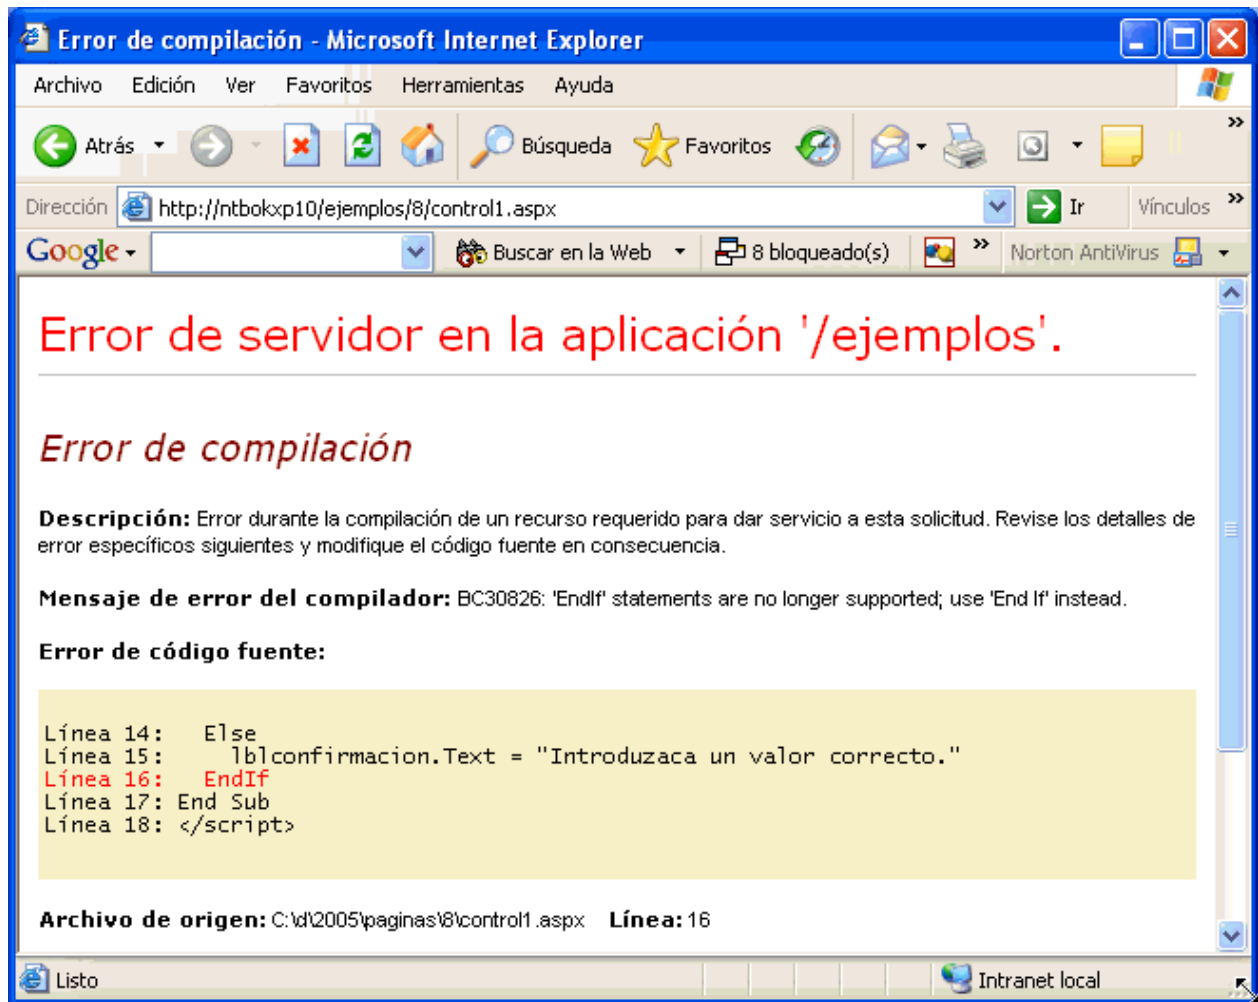 Error de compilación - Microsoft Internet Explorer
Archivo Edición Ver Favoritos Herramientas Ayuda
Atrás Búsqueda Favoritos »
Dirección http://ntbokxp10/ejemplos/8/control1.aspx Ir Vínculos »
Google Buscar en la Web 8 bloqueado(s) » Norton AntiVirus
Error de servidor en la aplicación '/ejemplos'.
Error de compilación
Descripción: Error durante la compilación de un recurso requerido para dar servicio a esta solicitud. Revise los detalles de
error específicos siguientes y modifique el código fuente en consecuencia.
Mensaje de error del compilador: BC30826: 'EndIf' statements are no longer supported; use 'End If' instead.
Error de código fuente:
Línea 14:   Else
Línea 15:     lblconfirmacion.Text = "Introduzaca un valor correcto."
Línea 16:   EndIf
Línea 17: End Sub
Línea 18: </script>
Archivo de origen: C:\d\2005\paginas\8\control1.aspx Línea: 16
Listo Intranet local